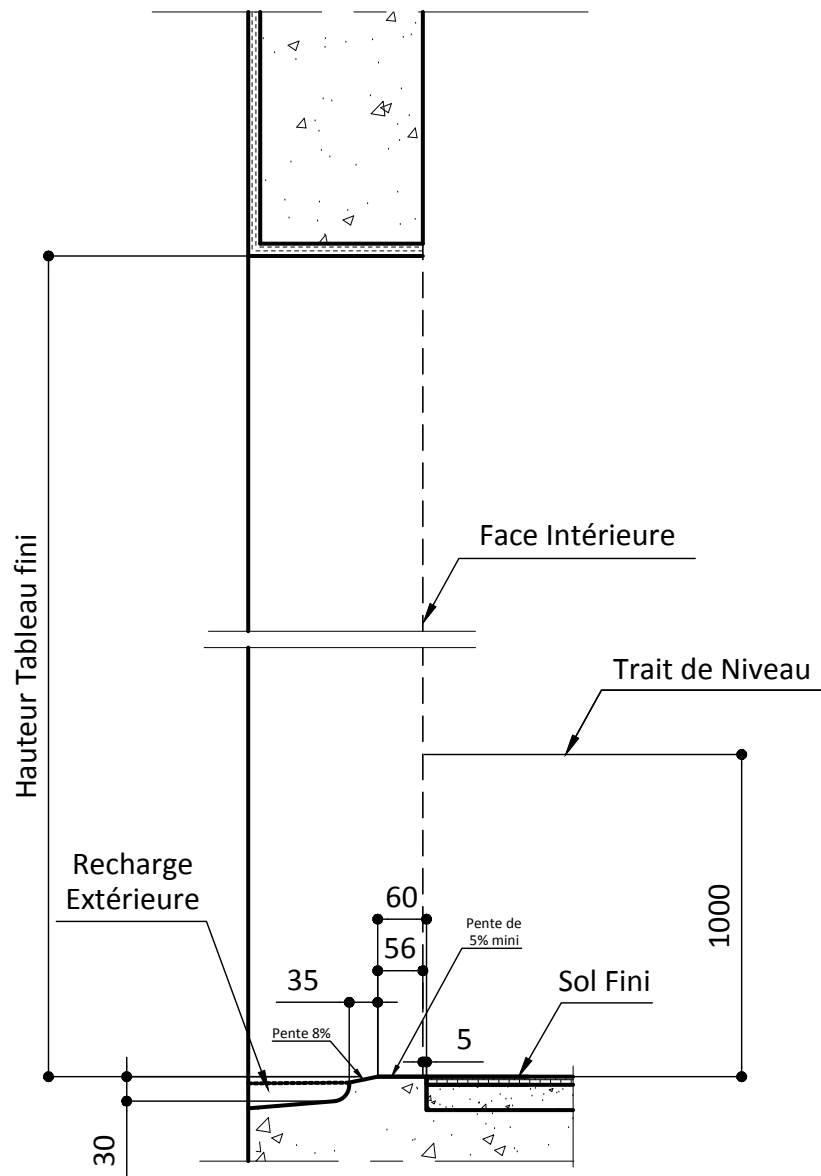 Hauteur Tableau fini
Face Intérieure
Trait de Niveau
1000
Recharge
Extérieure
60
56
35
Pente de
5% mini
Sol Fini
Pente 8%
5
30